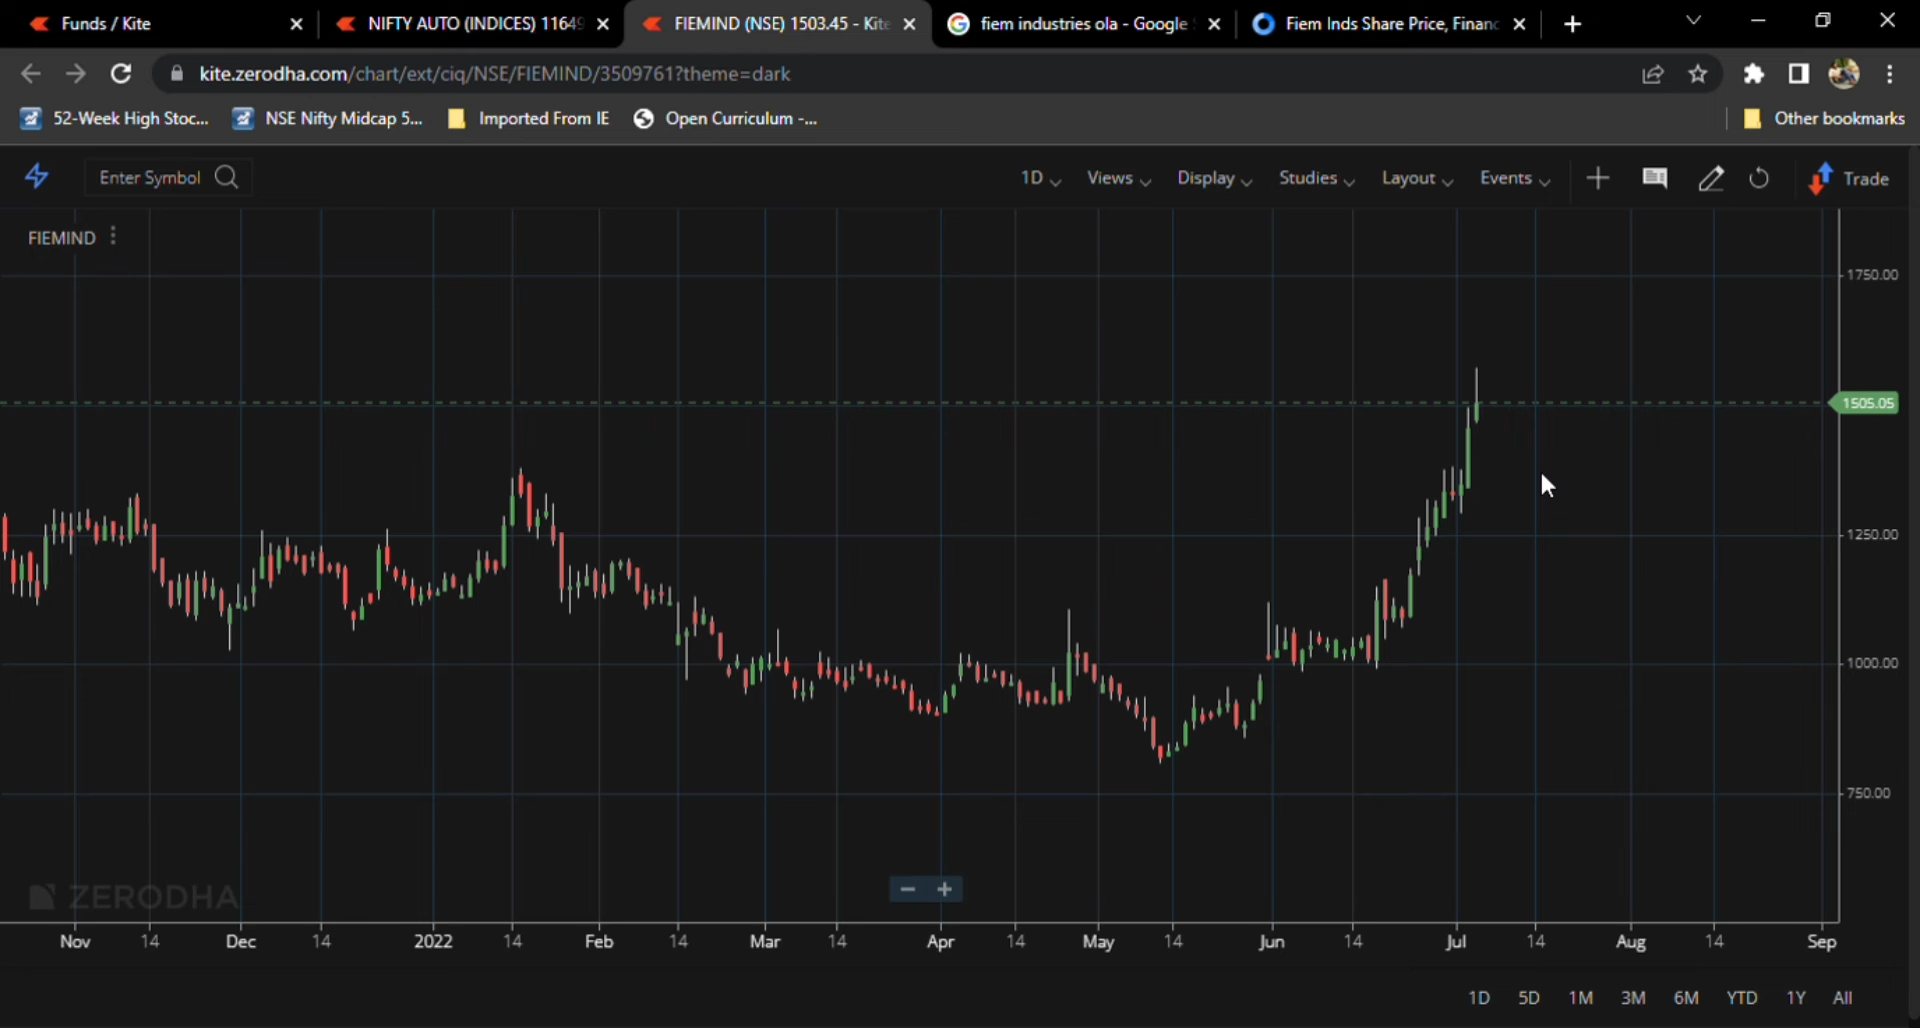 Funds / Kite
NIFTY AUTO (INDICES) 11649
FIEMIND (NSE) 1503.45 - Kite
fiem industries ola - Google
Fiem Inds Share Price, Financ
kite.zerodha.com/chart/ext/ciq/NSE/FIEMIND/3509761?theme=dark
52-Week High Stoc...
NSE Nifty Midcap 5...
Imported From IE
Open Curriculum -...
Other bookmarks
Enter Symbol
1D
Views
Display
Studies
Layout
Events
Trade
FIEMIND
1750.00
1505.05
1250.00
1000.00
750.00
ZERODHA
Nov 14 Dec 14 2022 14 Feb 14 Mar 14 Apr 14 May 14 Jun 14 Jul 14 Aug 14 Sep
1D 5D 1M 3M 6M YTD 1Y All